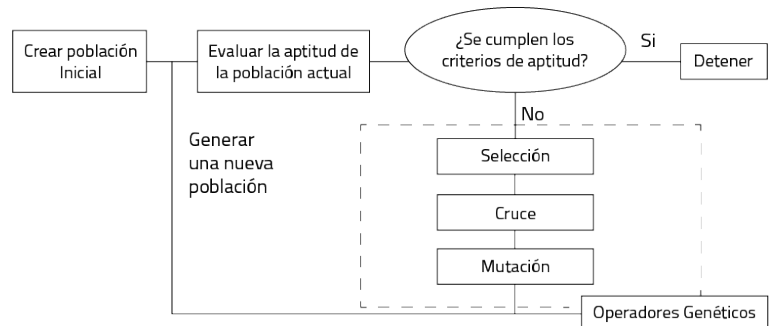 Crear población
Inicial
Evaluar la aptitud de
la población actual
¿Se cumplen los
criterios de aptitud?
Si
Detener
No
Generar
una nueva
población
Selección
Cruce
Mutación
Operadores Genéticos